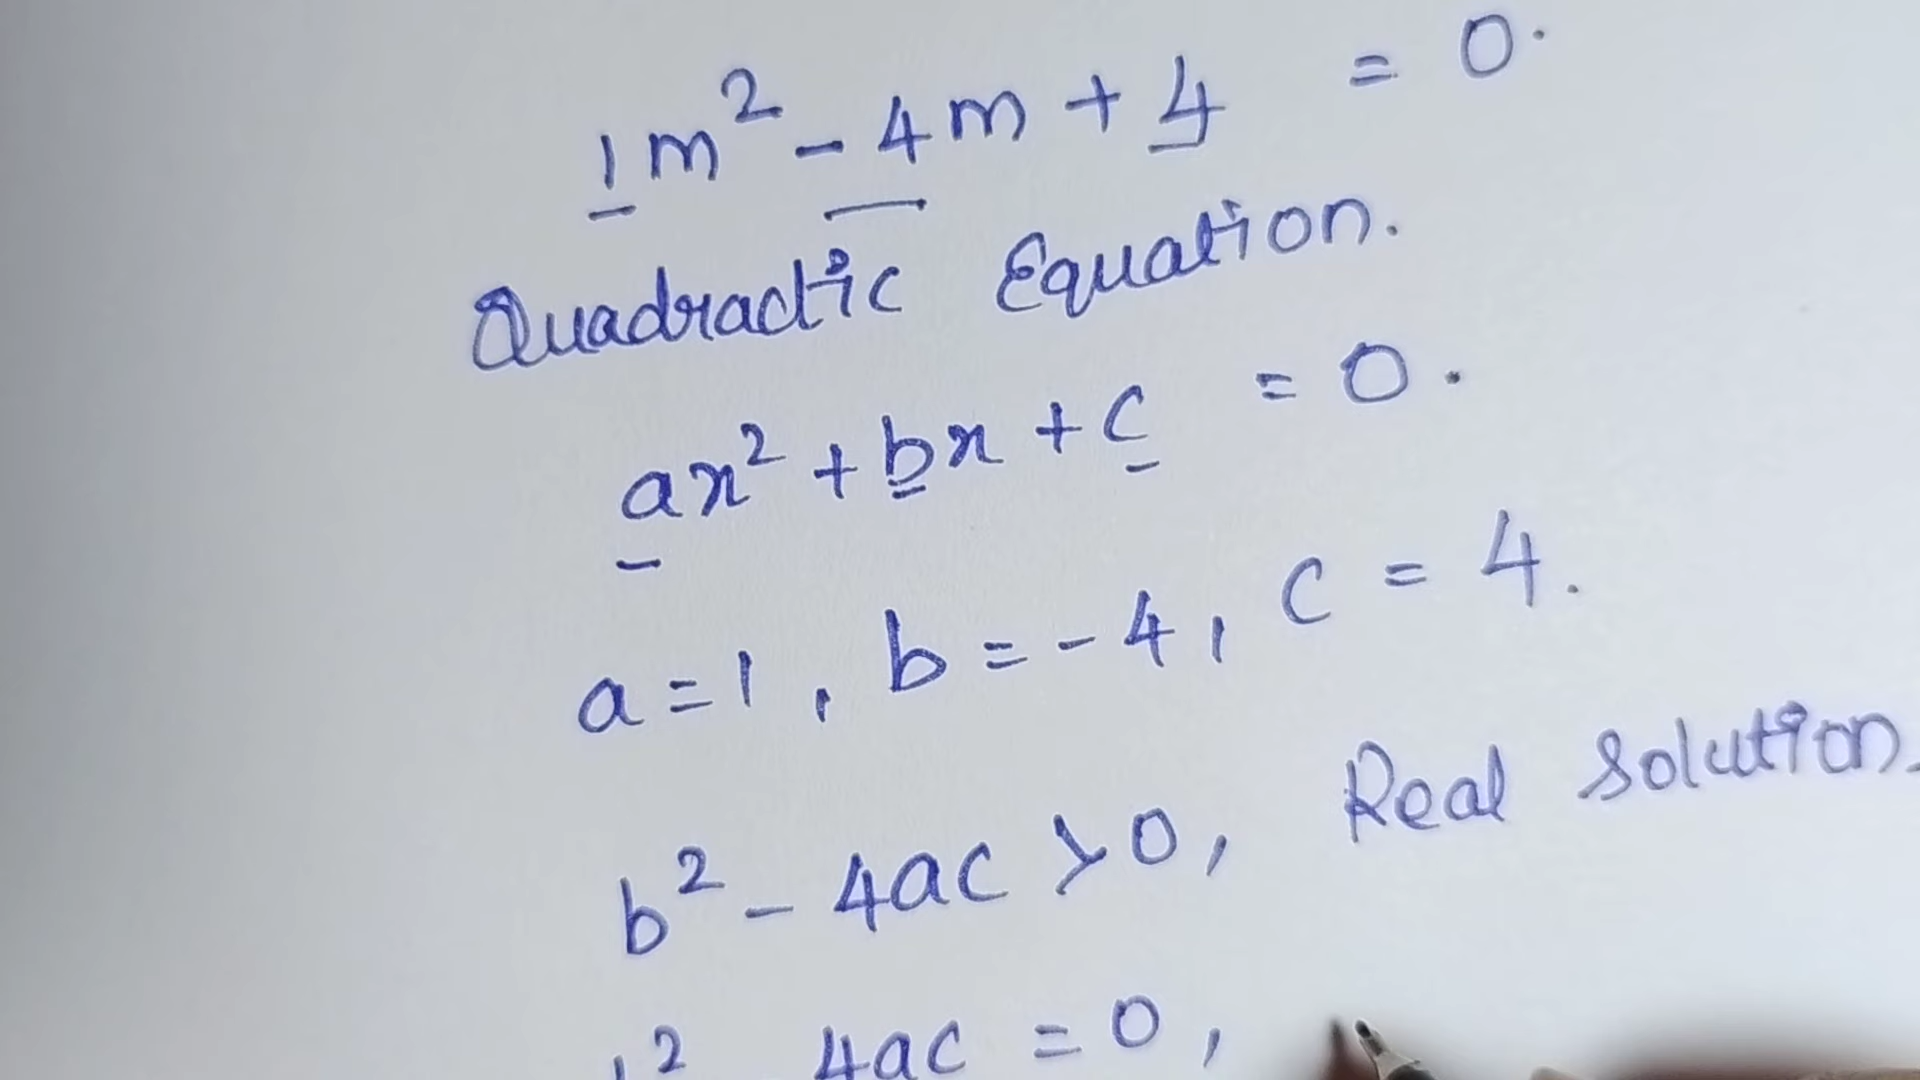 1m² - 4m + 4 = 0.
Quadractic Equation.
ax² + bx + c = 0.
a = 1, b = -4, c = 4.
b² - 4ac > 0, Real solution.
b² 4ac = 0,